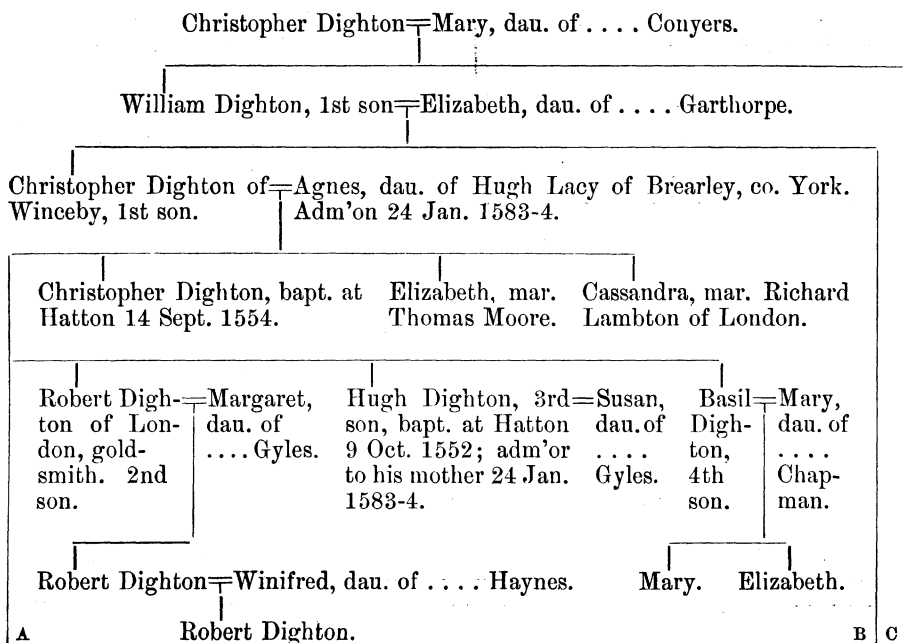 Christopher Dighton=Mary, dau. of .... Conyers.
William Dighton, 1st son=Elizabeth, dau. of .... Garthorpe.
Christopher Dighton of=Agnes, dau. of Hugh Lacy of Brearley, co. York.
Winceby, 1st son. Adm'on 24 Jan. 1583-4.
Christopher Dighton, bapt. at
Hatton 14 Sept. 1554.
Elizabeth, mar.
Thomas Moore.
Cassandra, mar. Richard
Lambton of London.
Robert Digh-
ton of Lon-
don, gold-
smith. 2nd
son.
=Margaret,
dau. of
.... Gyles.
Hugh Dighton, 3rd
son, bapt. at Hatton
9 Oct. 1552; adm'or
to his mother 24 Jan.
1583-4.
=Susan,
dau. of
....
Gyles.
Basil
Digh-
ton,
4th
son.
=Mary,
dau. of
....
Chap-
man.
Robert Dighton=Winifred, dau. of .... Haynes.
Mary. Elizabeth.
A Robert Dighton. B C